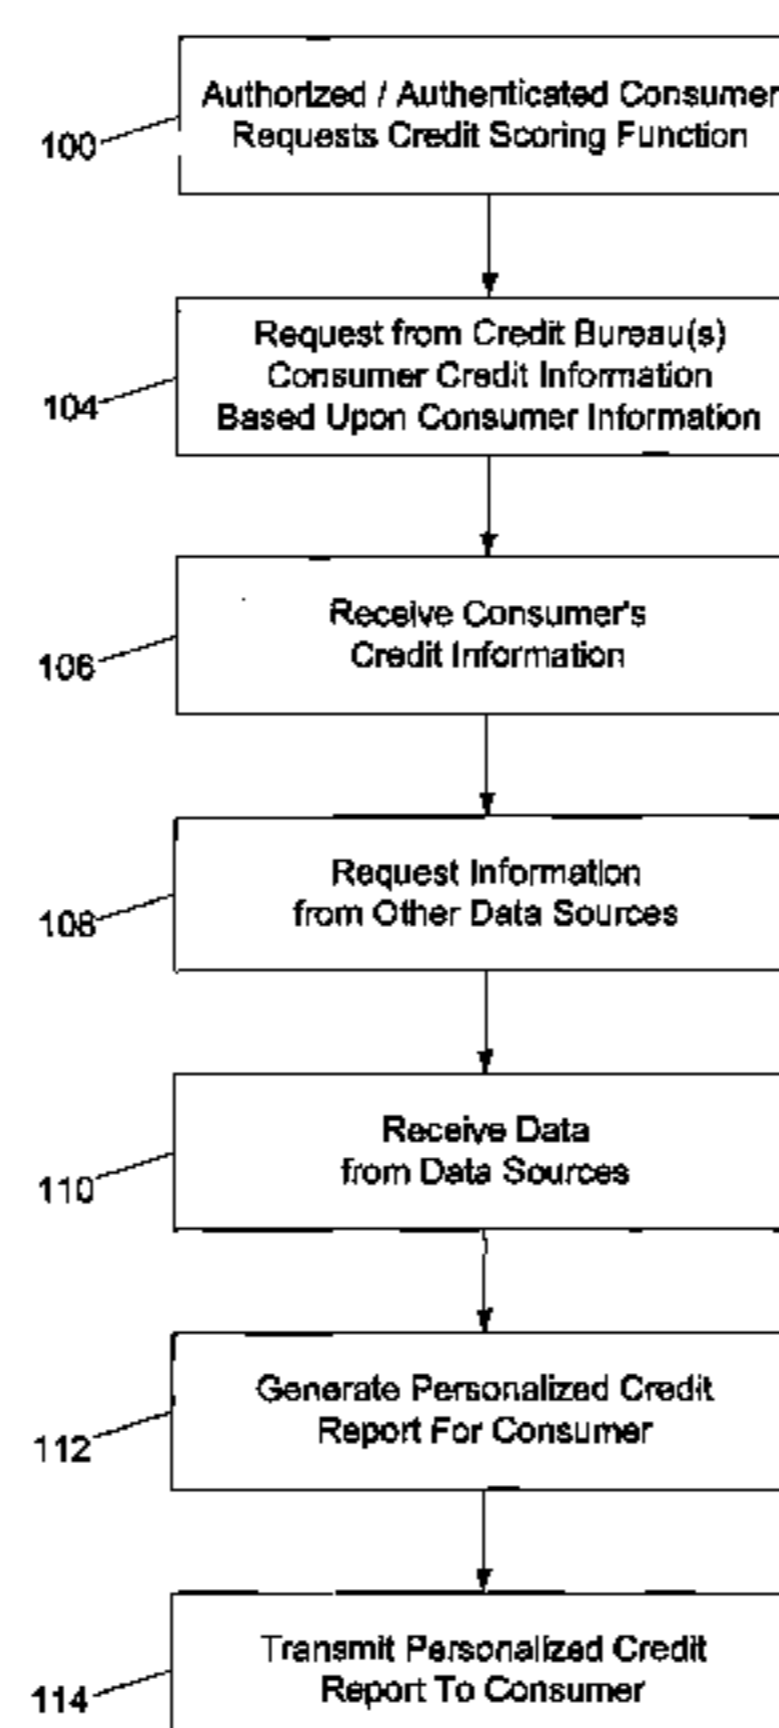 Authorized / Authenticated Consumer
Requests Credit Scoring Function
100
Request from Credit Bureau(s)
Consumer Credit Information
Based Upon Consumer Information
104
Receive Consumer's
Credit Information
106
Request Information
from Other Data Sources
108
Receive Data
from Data Sources
110
Generate Personalized Credit
Report For Consumer
112
Transmit Personalized Credit
Report To Consumer
114